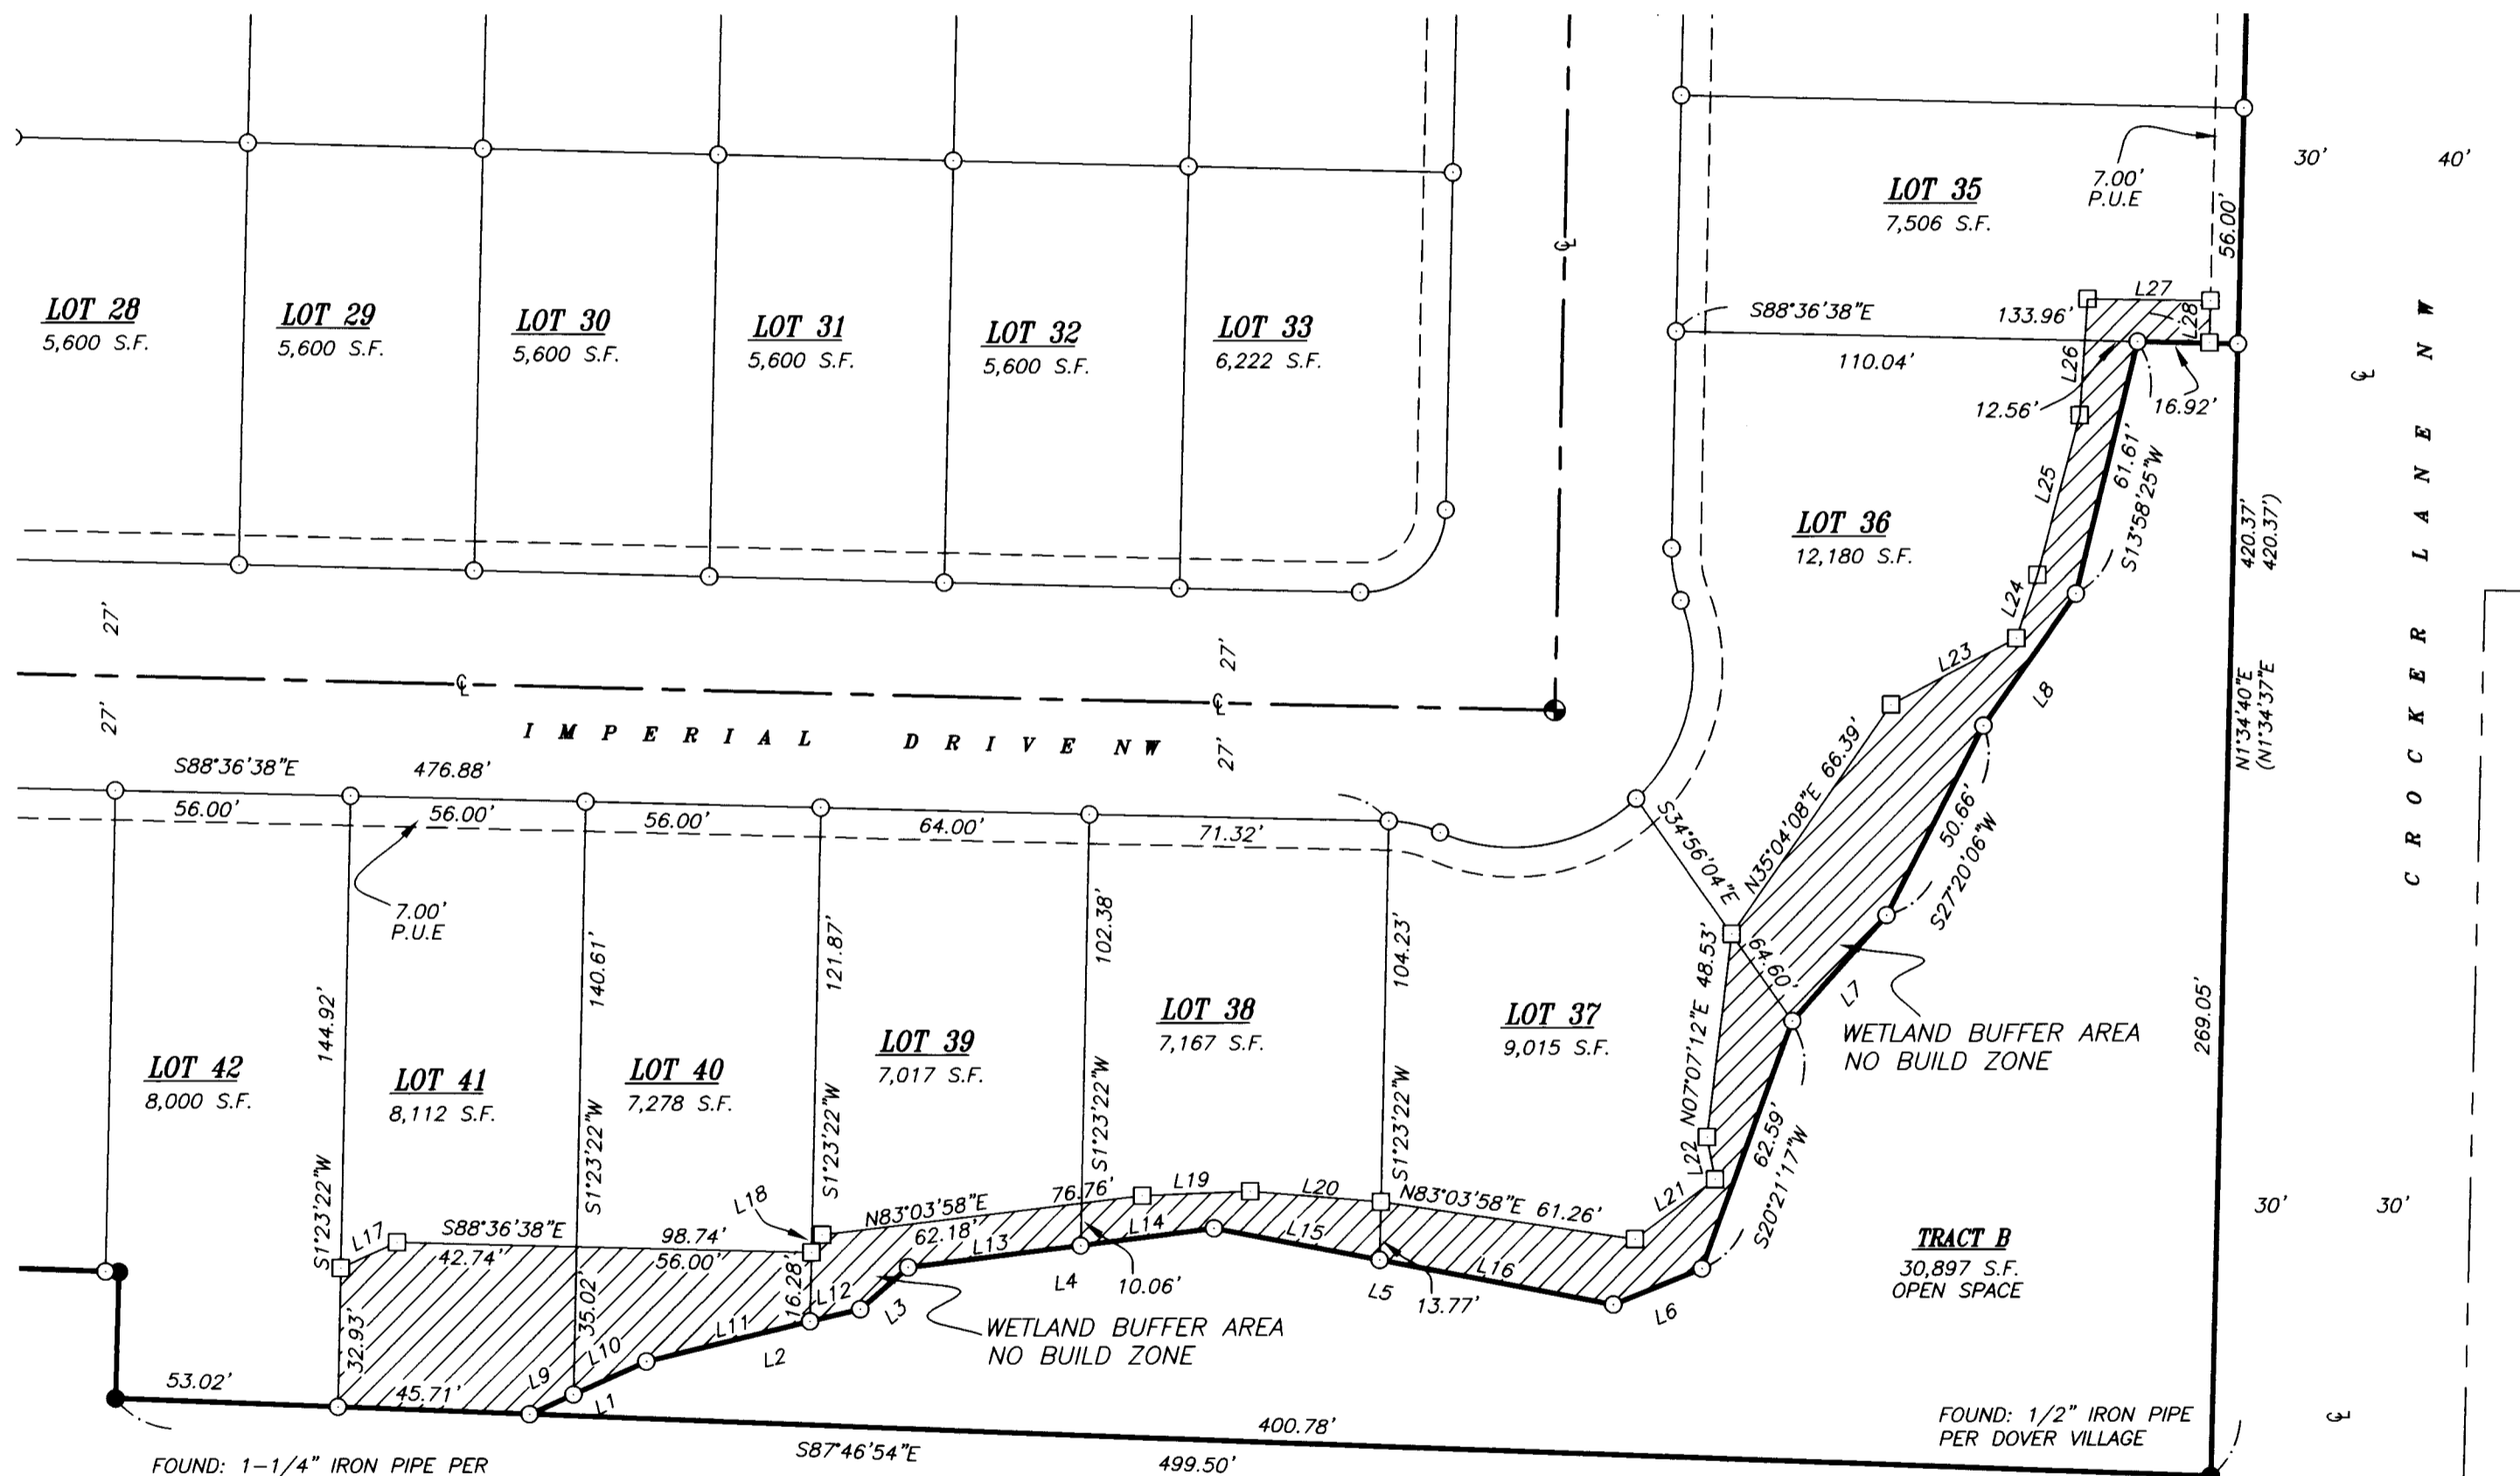 LOT 28
5,600 S.F.
LOT 29
5,600 S.F.
LOT 30
5,600 S.F.
LOT 31
5,600 S.F.
LOT 32
5,600 S.F.
LOT 33
6,222 S.F.
℄
LOT 35
7,506 S.F.
7.00'
P.U.E
56.00'
30'
40'
S88°36'38"E
133.96'
110.04'
L27
L28
L26
12.56'
16.92'
L25
61.61'
S13°58'25"W
LOT 36
12,180 S.F.
L24
L23
L8
420.37'
420.37')
N1°34'40"E
(N1°34'37"E
℄
CROCKER LANE NW
27'
27'
℄
27'
℄
27'
IMPERIAL DRIVE NW
S88°36'38"E
476.88'
56.00'
56.00'
56.00'
64.00'
71.32'
7.00'
P.U.E
144.92'
140.61'
121.87'
102.38'
104.23'
S34°56'04"E
N35°04'08"E 66.39'
50.66'
S27°20'06"W
64.60'
L7
WETLAND BUFFER AREA
NO BUILD ZONE
269.05'
LOT 42
8,000 S.F.
LOT 41
8,112 S.F.
LOT 40
7,278 S.F.
LOT 39
7,017 S.F.
LOT 38
7,167 S.F.
LOT 37
9,015 S.F.
N07°07'12"E 48.53'
L22
62.59'
S20°21'17"W
S1°23'22"W
S1°23'22"W
S1°23'22"W
S1°23'22"W
S1°23'22"W
L17
S88°36'38"E
98.74'
42.74'
56.00'
L18
N83°03'58"E
76.76'
62.18'
L19
L20
N83°03'58"E 61.26'
L21
L13
L14
L15
L16
L4
10.06'
L5
13.77'
L6
30'
30'
TRACT B
30,897 S.F.
OPEN SPACE
32.93'
35.02'
16.28'
L12
L3
L11
L2
L10
L9
L1
WETLAND BUFFER AREA
NO BUILD ZONE
53.02'
45.71'
400.78'
S87°46'54"E
499.50'
FOUND: 1/2" IRON PIPE
PER DOVER VILLAGE
℄
FOUND: 1-1/4" IRON PIPE PER